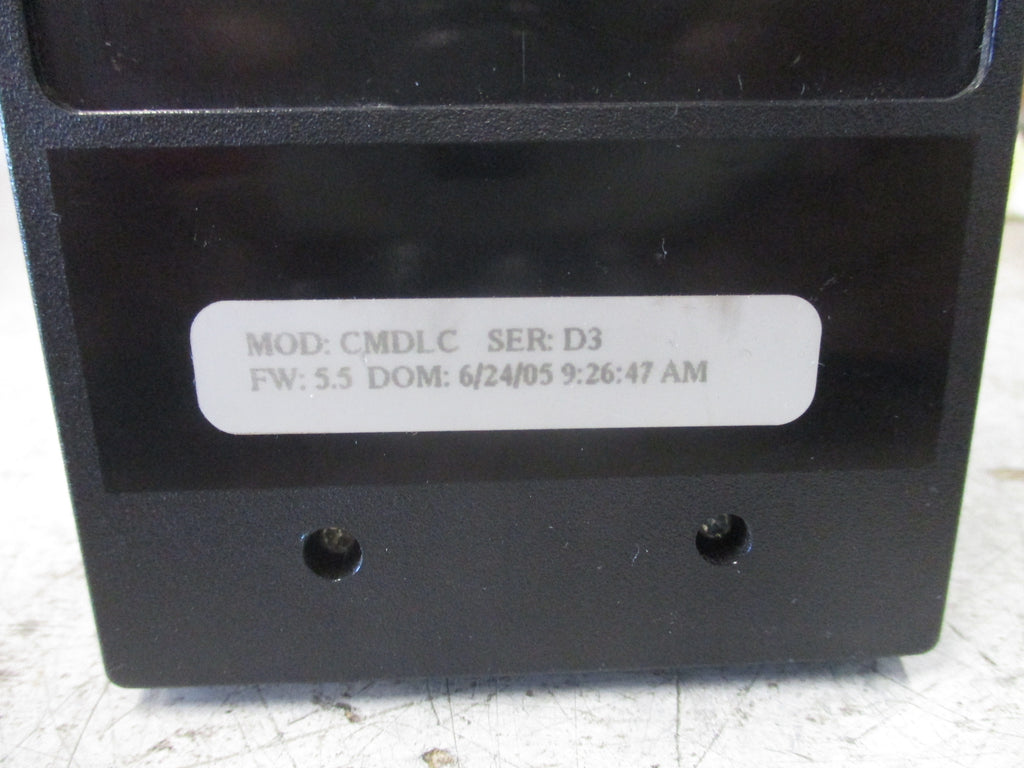 MOD: CMDLC SER: D3
FW: 5.5 DOM: 6/24/05 9:26:47 AM